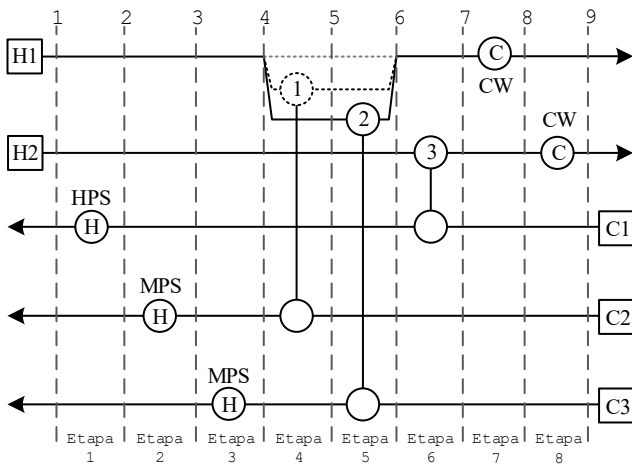 1 2 3 4 5 6 7 8 9
H1 C
CW
1
2
CW
H2 3 C
HPS
H C1
MPS
H C2
MPS
H C3
Etapa Etapa Etapa Etapa Etapa Etapa Etapa Etapa
1 2 3 4 5 6 7 8